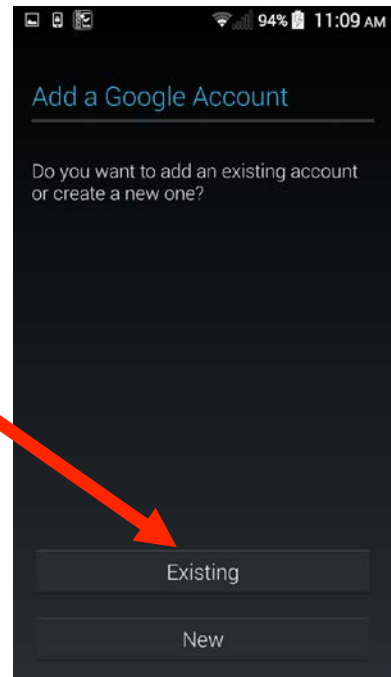 94% 11:09 AM
Add a Google Account
Do you want to add an existing account
or create a new one?
Existing
New